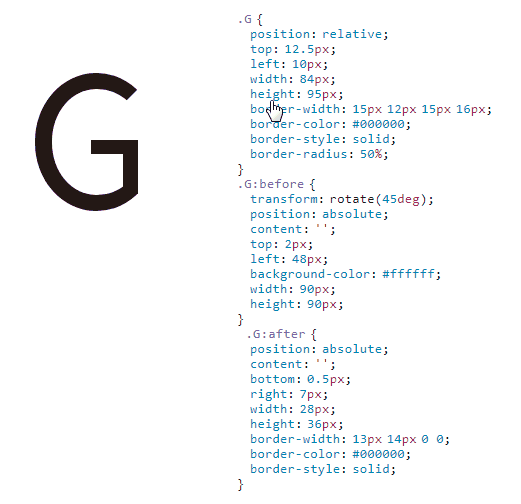 G
.G {
position: relative;
top: 12.5px;
left: 10px;
width: 84px;
height: 95px;
border-width: 15px 12px 15px 16px;
border-color: #000000;
border-style: solid;
border-radius: 50%;
}
.G:before {
transform: rotate(45deg);
position: absolute;
content: '';
top: 2px;
left: 48px;
background-color: #ffffff;
width: 90px;
height: 90px;
}
.G:after {
position: absolute;
content: '';
bottom: 0.5px;
right: 7px;
width: 28px;
height: 36px;
border-width: 13px 14px 0 0;
border-color: #000000;
border-style: solid;
}